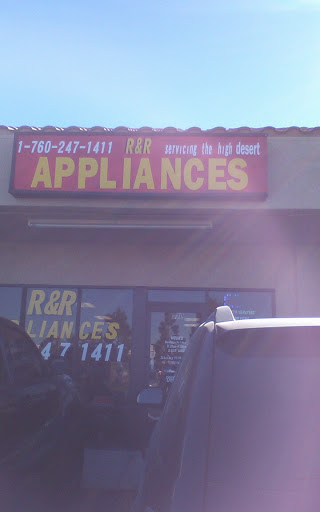 1-760-247-1411 R&R servicing the high desert
APPLIANCES
R&R
LIANCES
47 1411